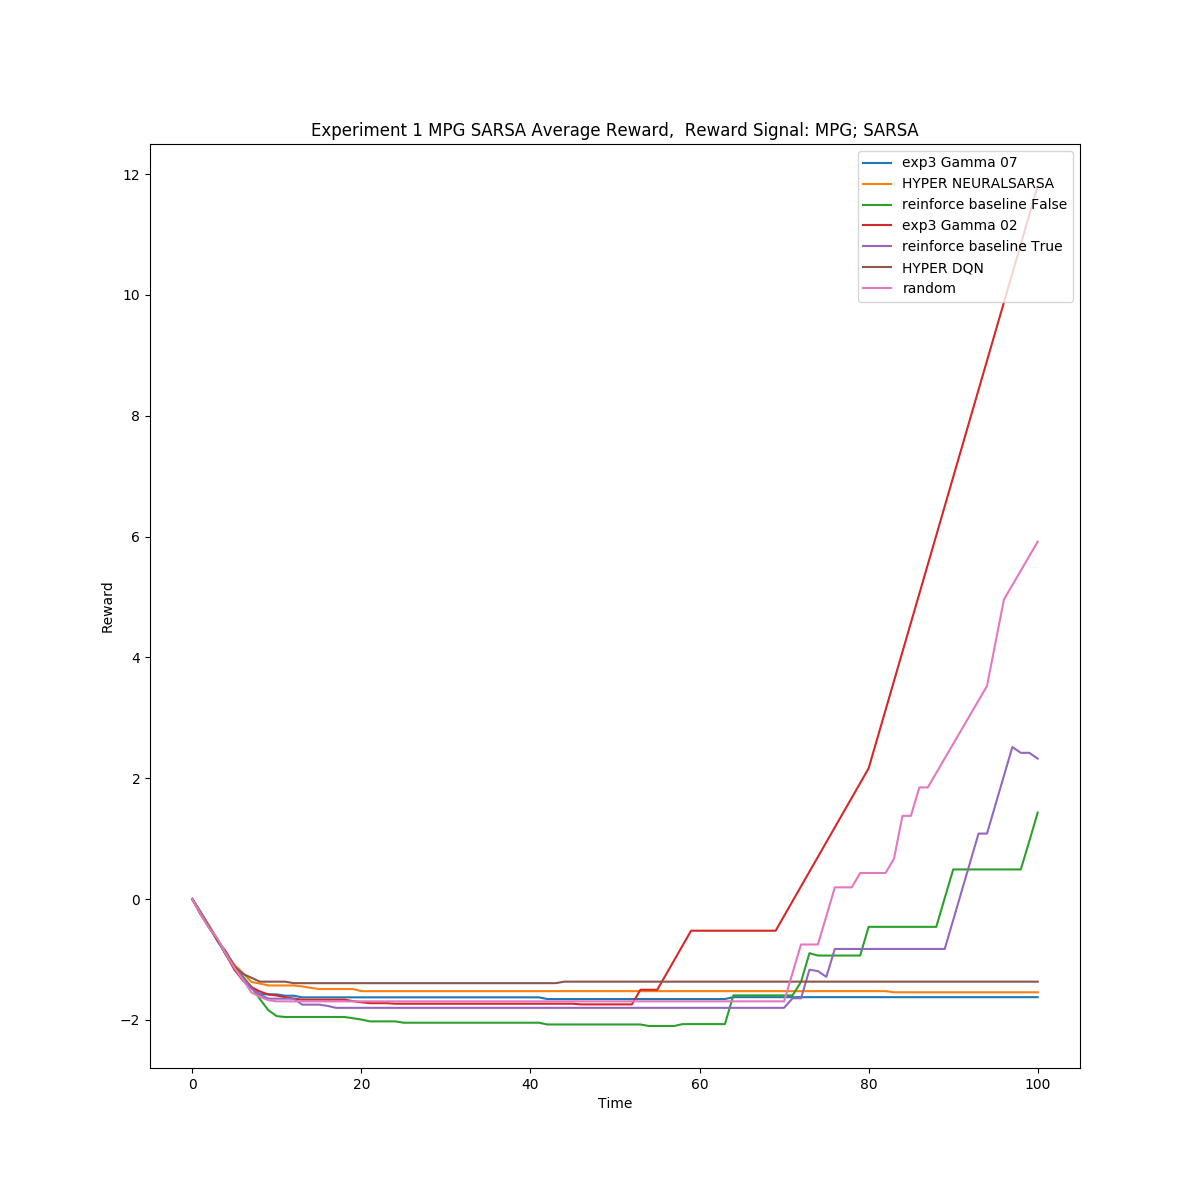 Experiment 1 MPG SARSA Average Reward,  Reward Signal: MPG; SARSA
exp3 Gamma 07
HYPER NEURALSARSA
reinforce baseline False
exp3 Gamma 02
reinforce baseline True
HYPER DQN
random
12
10
8
6
4
2
0
−2
Reward
0 20 40 60 80 100
Time